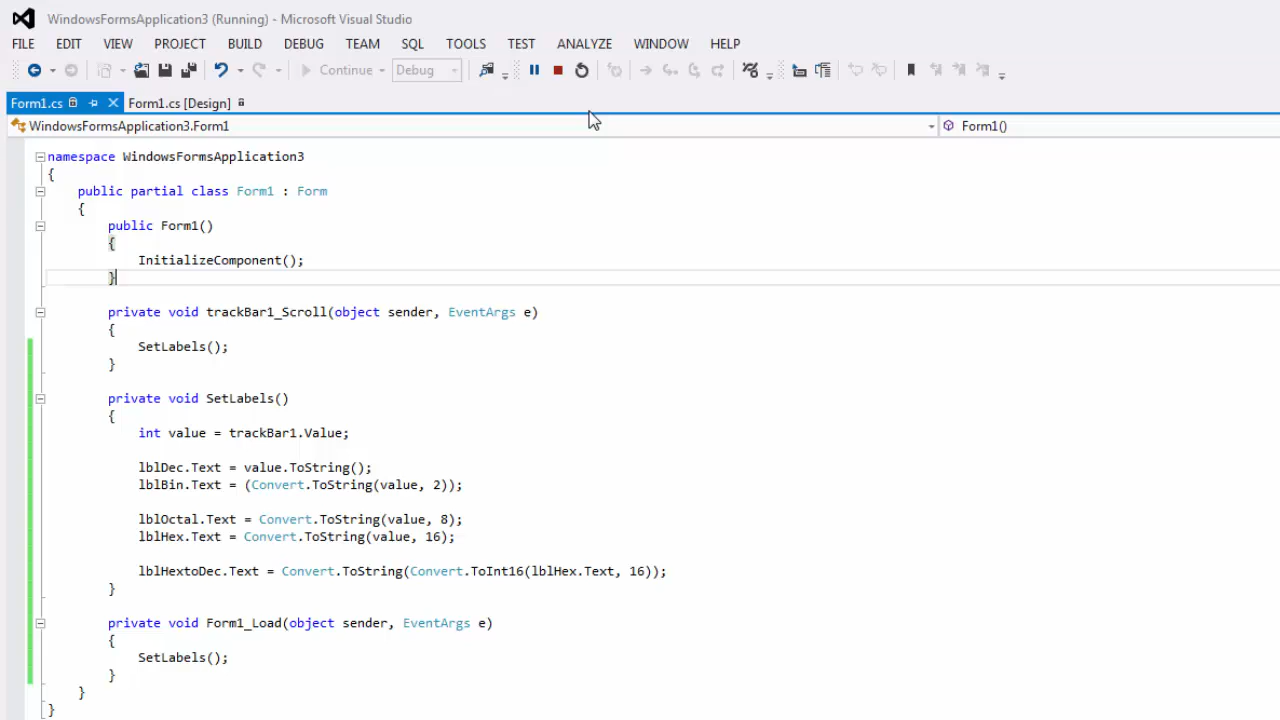 WindowsFormsApplication3 (Running) - Microsoft Visual Studio
FILE EDIT VIEW PROJECT BUILD DEBUG TEAM SQL TOOLS TEST ANALYZE WINDOW HELP
Continue Debug
Form1.cs Form1.cs [Design]
WindowsFormsApplication3.Form1 Form1()
namespace WindowsFormsApplication3
{
public partial class Form1 : Form
{
public Form1()
{
InitializeComponent();
}
private void trackBar1_Scroll(object sender, EventArgs e)
{
SetLabels();
}
private void SetLabels()
{
int value = trackBar1.Value;
lblDec.Text = value.ToString();
lblBin.Text = (Convert.ToString(value, 2));
lblOctal.Text = Convert.ToString(value, 8);
lblHex.Text = Convert.ToString(value, 16);
lblHextoDec.Text = Convert.ToString(Convert.ToInt16(lblHex.Text, 16));
}
private void Form1_Load(object sender, EventArgs e)
{
SetLabels();
}
}
}